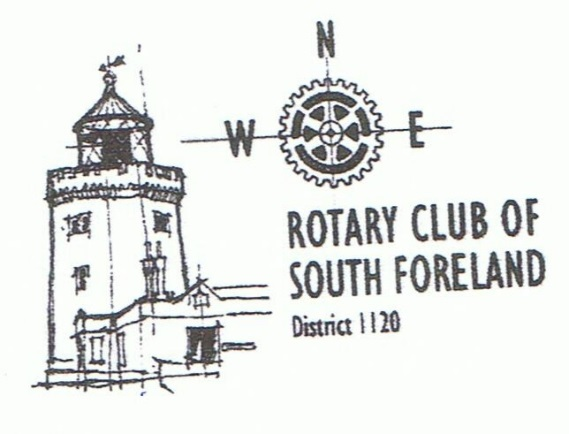 N
W E
ROTARY CLUB OF
SOUTH FORELAND
District 1120